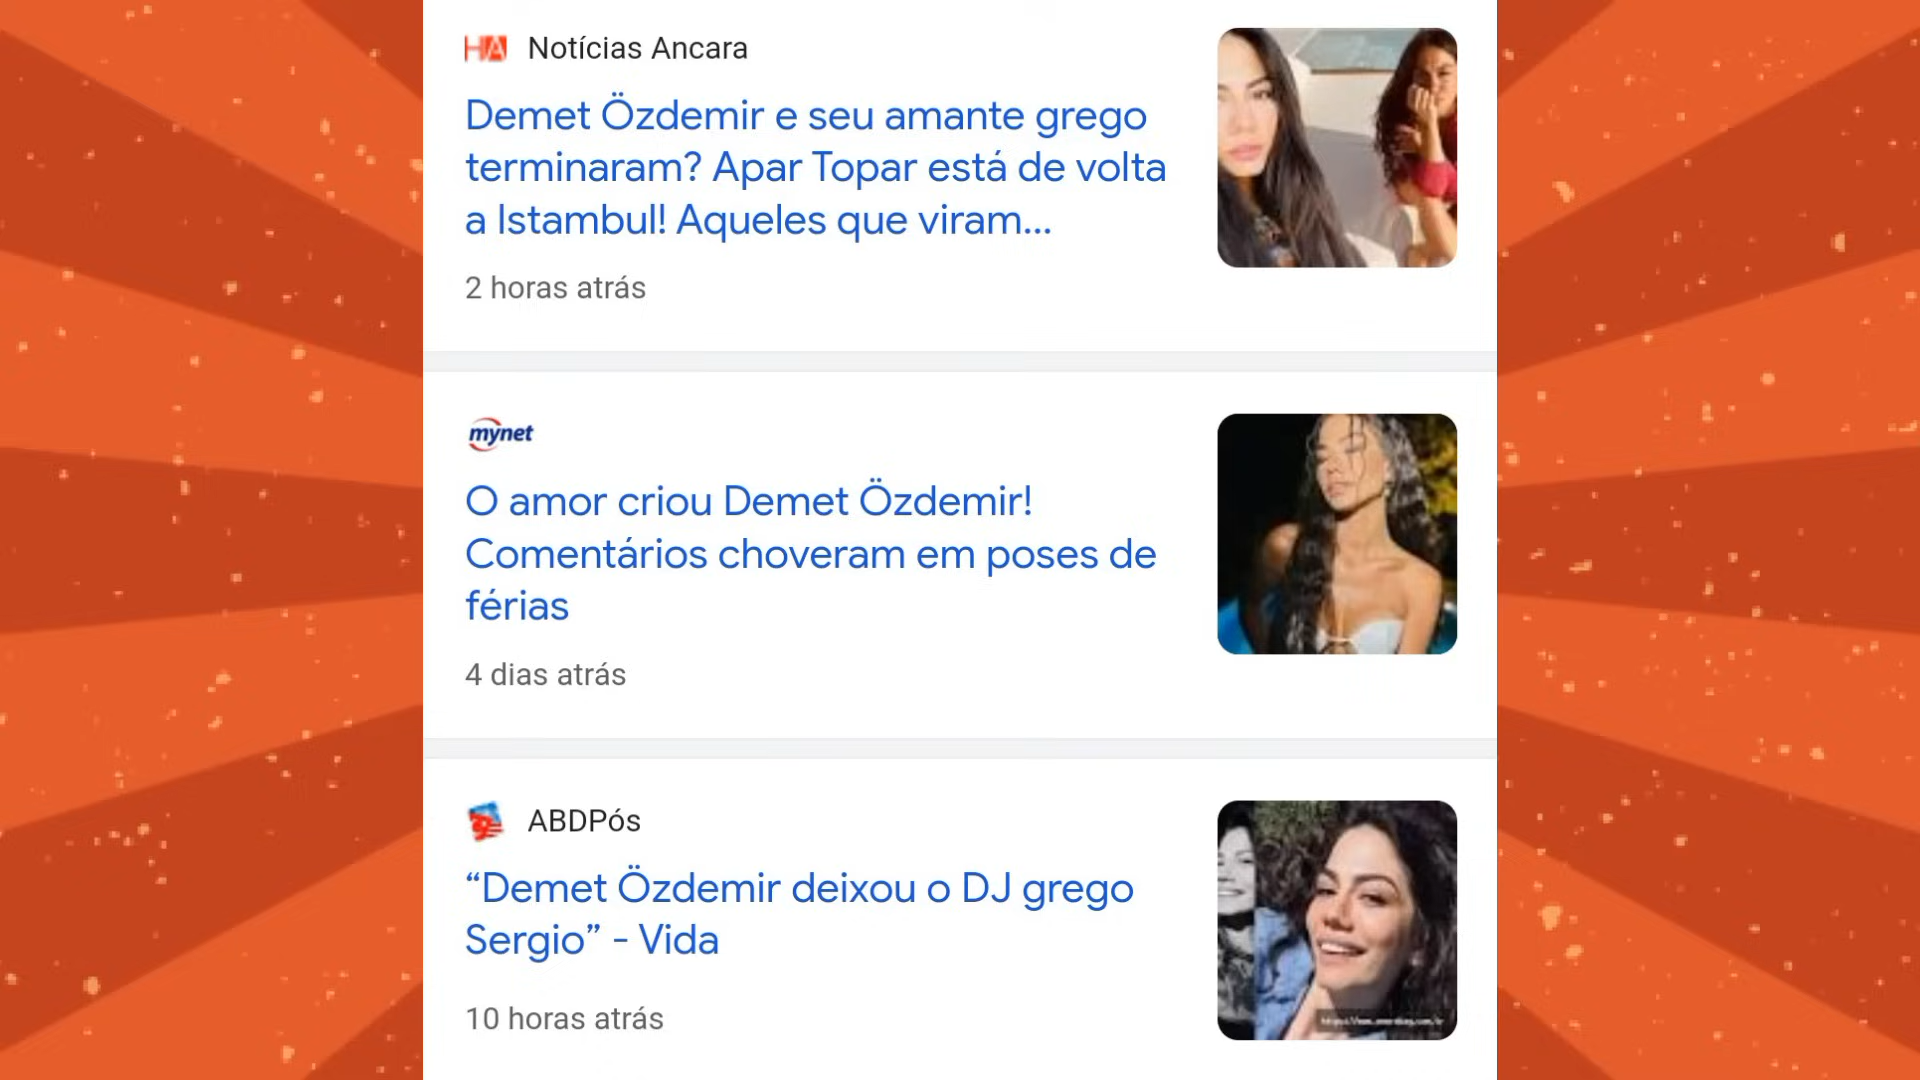 HA Notícias Ancara
Demet Özdemir e seu amante grego
terminaram? Apar Topar está de volta
a Istambul! Aqueles que viram...
2 horas atrás
mynet
O amor criou Demet Özdemir!
Comentários choveram em poses de
férias
4 dias atrás
ABDPós
“Demet Özdemir deixou o DJ grego
Sergio” - Vida
10 horas atrás